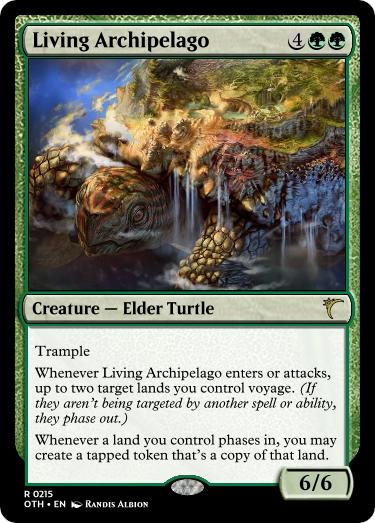 Living Archipelago 4
Creature — Elder Turtle
Trample
Whenever Living Archipelago enters or attacks,
up to two target lands you control voyage. (If
they aren't being targeted by another spell or ability,
they phase out.)
Whenever a land you control phases in, you may
create a tapped token that's a copy of that land.
6/6
R 0215
OTH • EN Randis Albion